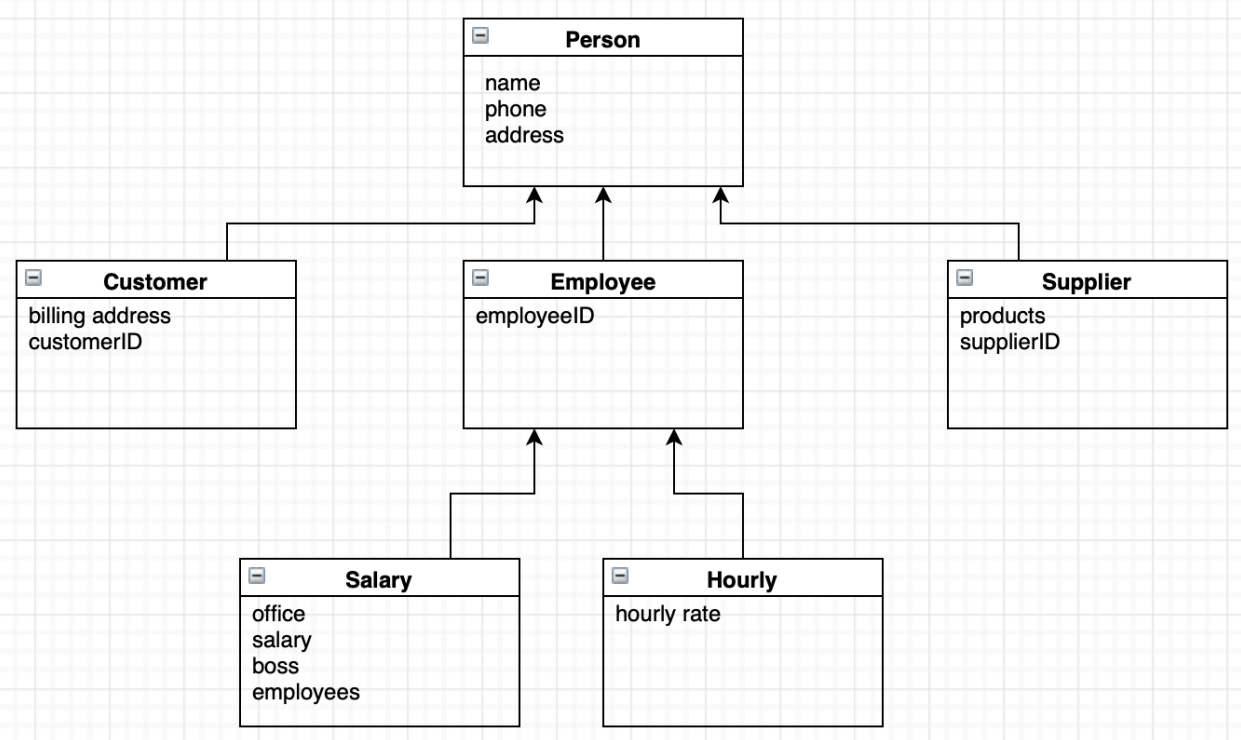 Person
name
phone
address
Customer
billing address
customerID
Employee
employeeID
Supplier
products
supplierID
Salary
office
salary
boss
employees
Hourly
hourly rate